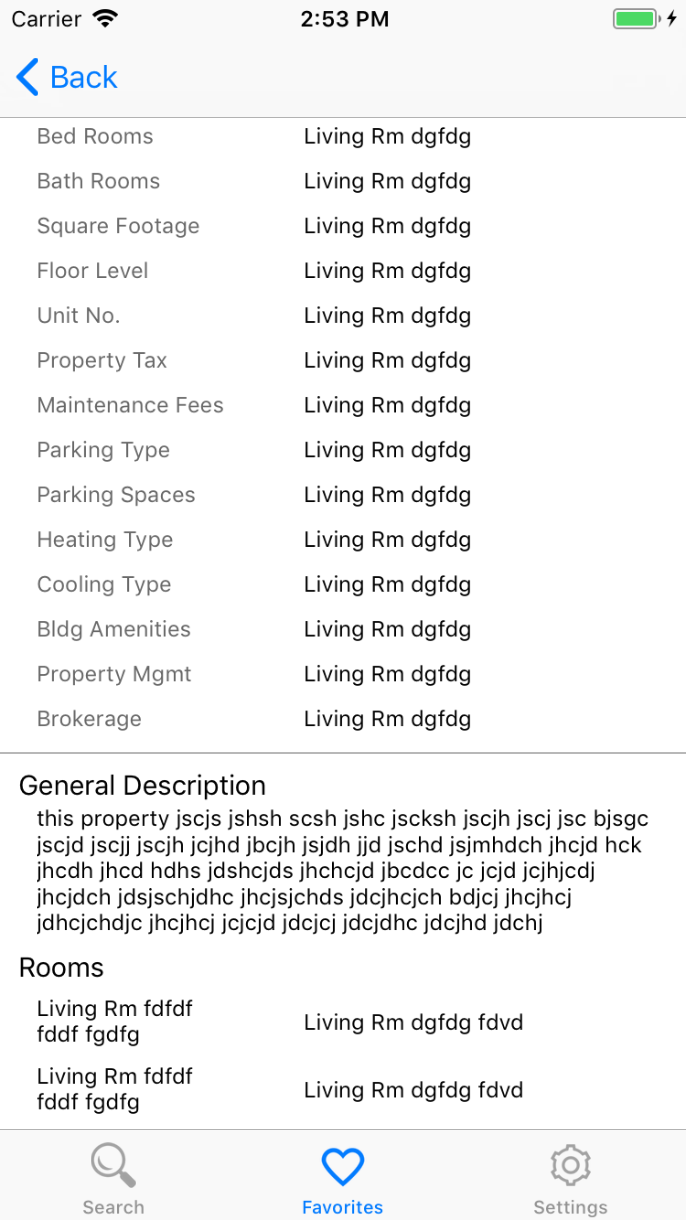 Carrier 2:53 PM
Back
Bed Rooms Living Rm dgfdg
Bath Rooms Living Rm dgfdg
Square Footage Living Rm dgfdg
Floor Level Living Rm dgfdg
Unit No. Living Rm dgfdg
Property Tax Living Rm dgfdg
Maintenance Fees Living Rm dgfdg
Parking Type Living Rm dgfdg
Parking Spaces Living Rm dgfdg
Heating Type Living Rm dgfdg
Cooling Type Living Rm dgfdg
Bldg Amenities Living Rm dgfdg
Property Mgmt Living Rm dgfdg
Brokerage Living Rm dgfdg
General Description
this property jscjs jshsh scsh jshc jscksh jscjh jscj jsc bjsgc
jscjd jscjj jscjh jcjhd jbcjh jsjdh jjd jschd jsjmhdch jhcjd hck
jhcdh jhcd hdhs jdshcjds jhchcjd jbcdcc jc jcjd jcjhjcdj
jhcjdch jdsjschjdhc jhcjsjchds jdcjhcjch bdjcj jhcjhcj
jdhcjchdjc jhcjhcj jcjcjd jdcjcj jdcjdhc jdcjhd jdchj
Rooms
Living Rm fdfdf
fddf fgdfg
Living Rm dgfdg fdvd
Living Rm fdfdf
fddf fgdfg
Living Rm dgfdg fdvd
Search Favorites Settings